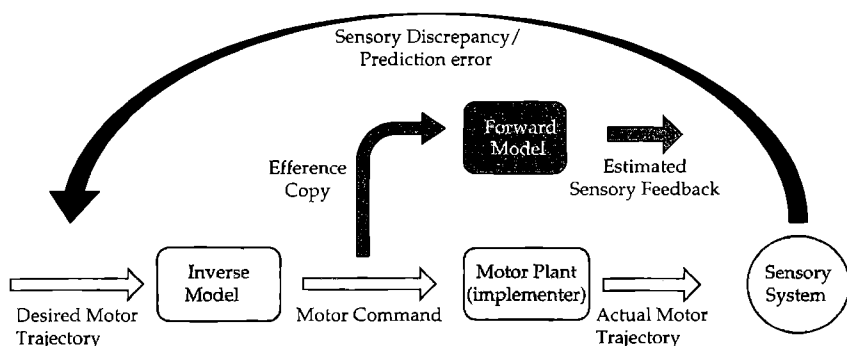 Sensory Discrepancy/
Prediction error
Forward
Model
Efference
Copy
Estimated
Sensory Feedback
Inverse
Model
Motor Plant
(implementer)
Sensory
System
Desired Motor
Trajectory
Motor Command
Actual Motor
Trajectory